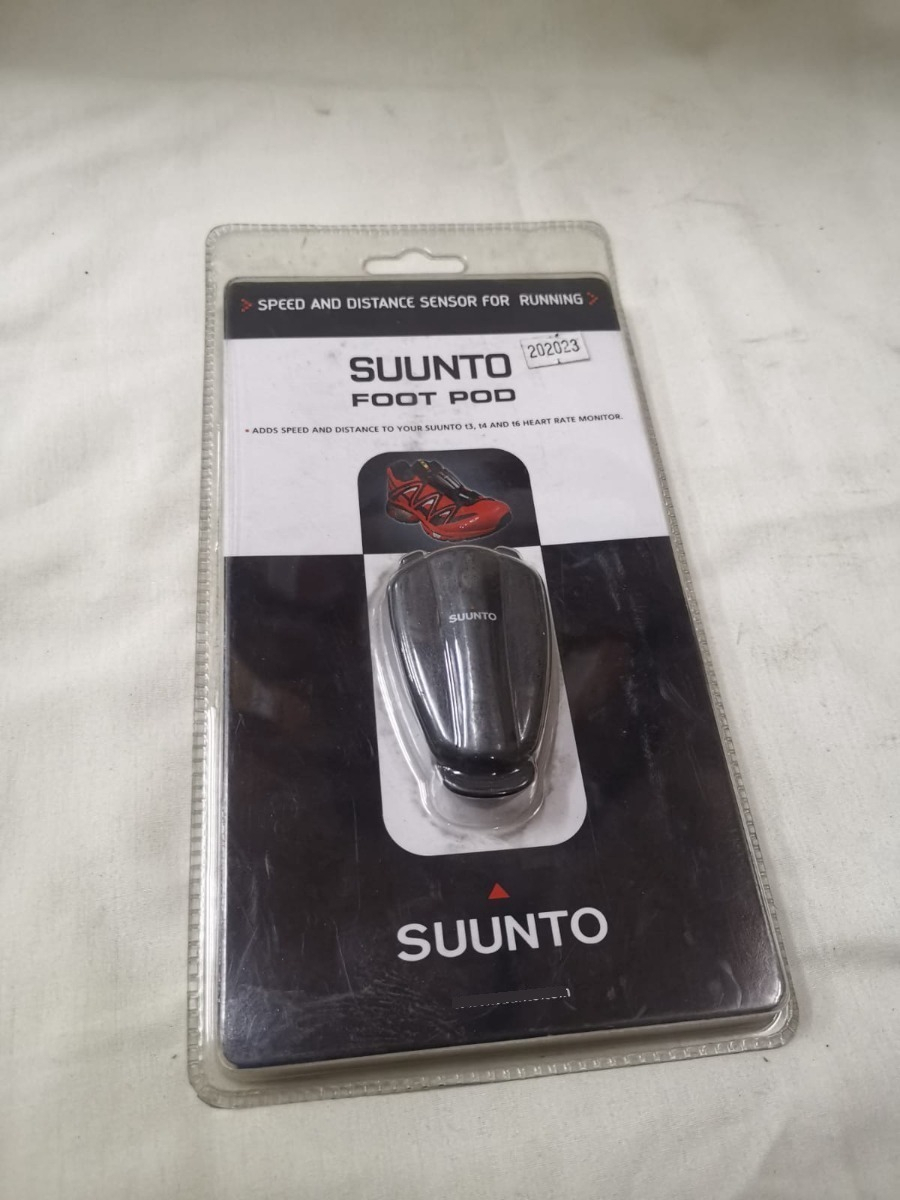 SPEED AND DISTANCE SENSOR FOR RUNNING
202023
SUUNTO
FOOT POD
• ADDS SPEED AND DISTANCE TO YOUR SUUNTO t3, t4 AND t6 HEART RATE MONITOR.
SUUNTO
SUUNTO